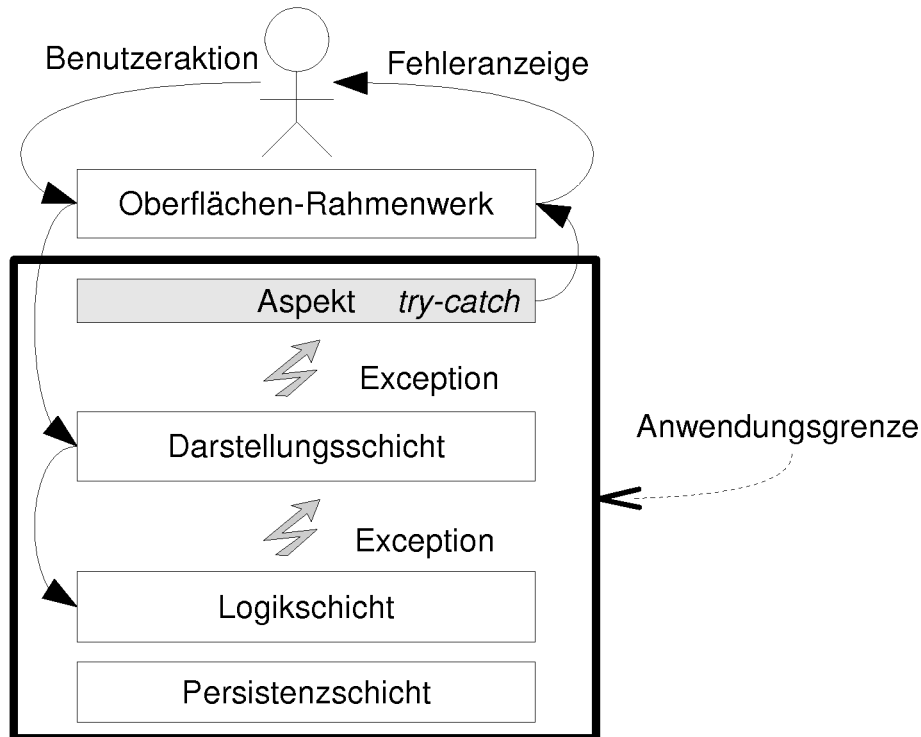 Benutzeraktion
Fehleranzeige
Oberflächen-Rahmenwerk
Aspekt try-catch
Exception
Darstellungsschicht
Anwendungsgrenze
Exception
Logikschicht
Persistenzschicht